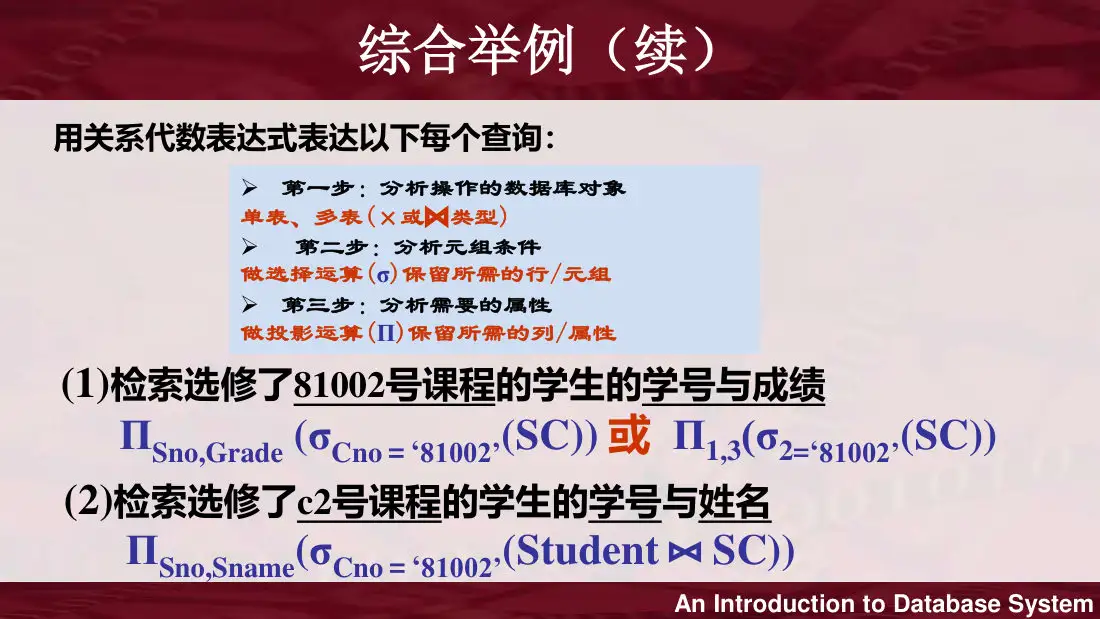 综合举例（续）
用关系代数表达式表达以下每个查询：
➢ 第一步：分析操作的数据库对象
单表、多表(×或⋈类型)
➢ 第二步：分析元组条件
做选择运算(σ)保留所需的行/元组
➢ 第三步：分析需要的属性
做投影运算(Π)保留所需的列/属性
(1)检索选修了81002号课程的学生的学号与成绩
Π Sno,Grade (σ Cno = ‘81002’ (SC)) 或 Π 1,3 (σ 2=‘81002’ (SC))
(2)检索选修了c2号课程的学生的学号与姓名
Π Sno,Sname (σ Cno = ‘81002’ (Student ⋈ SC))
An Introduction to Database System